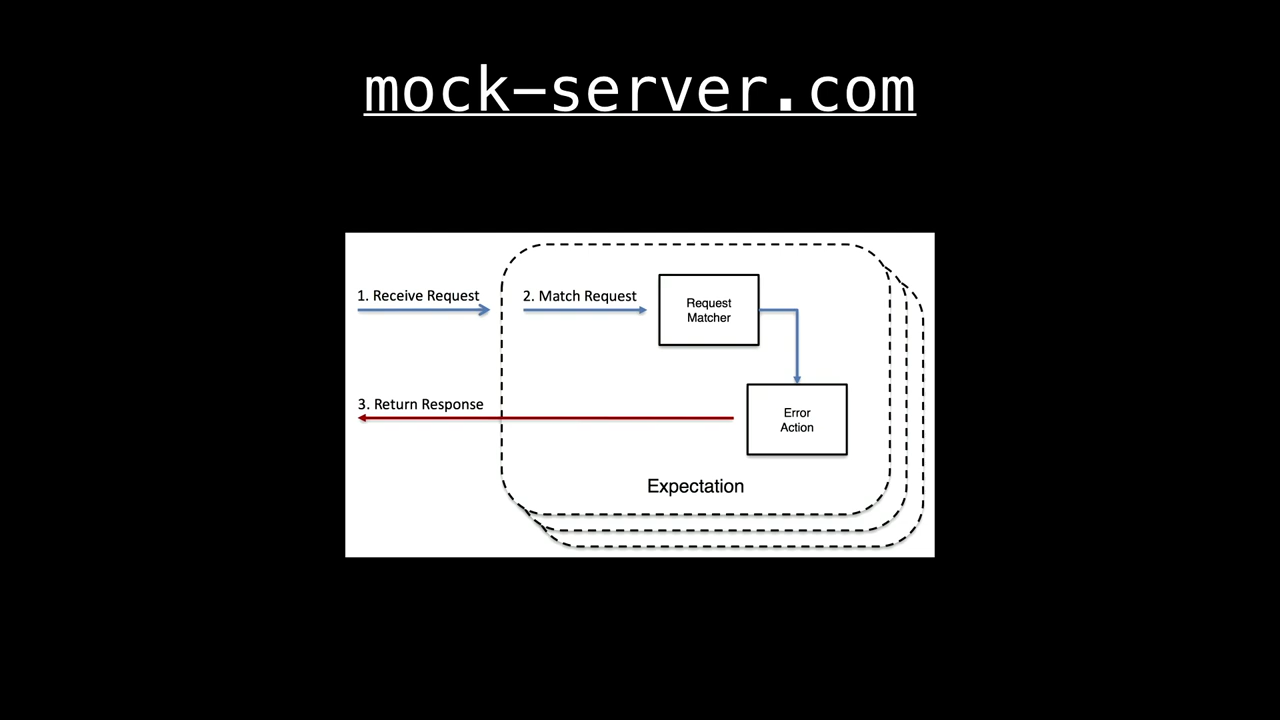 mock-server.com
1. Receive Request
2. Match Request
Request
Matcher
3. Return Response
Error
Action
Expectation